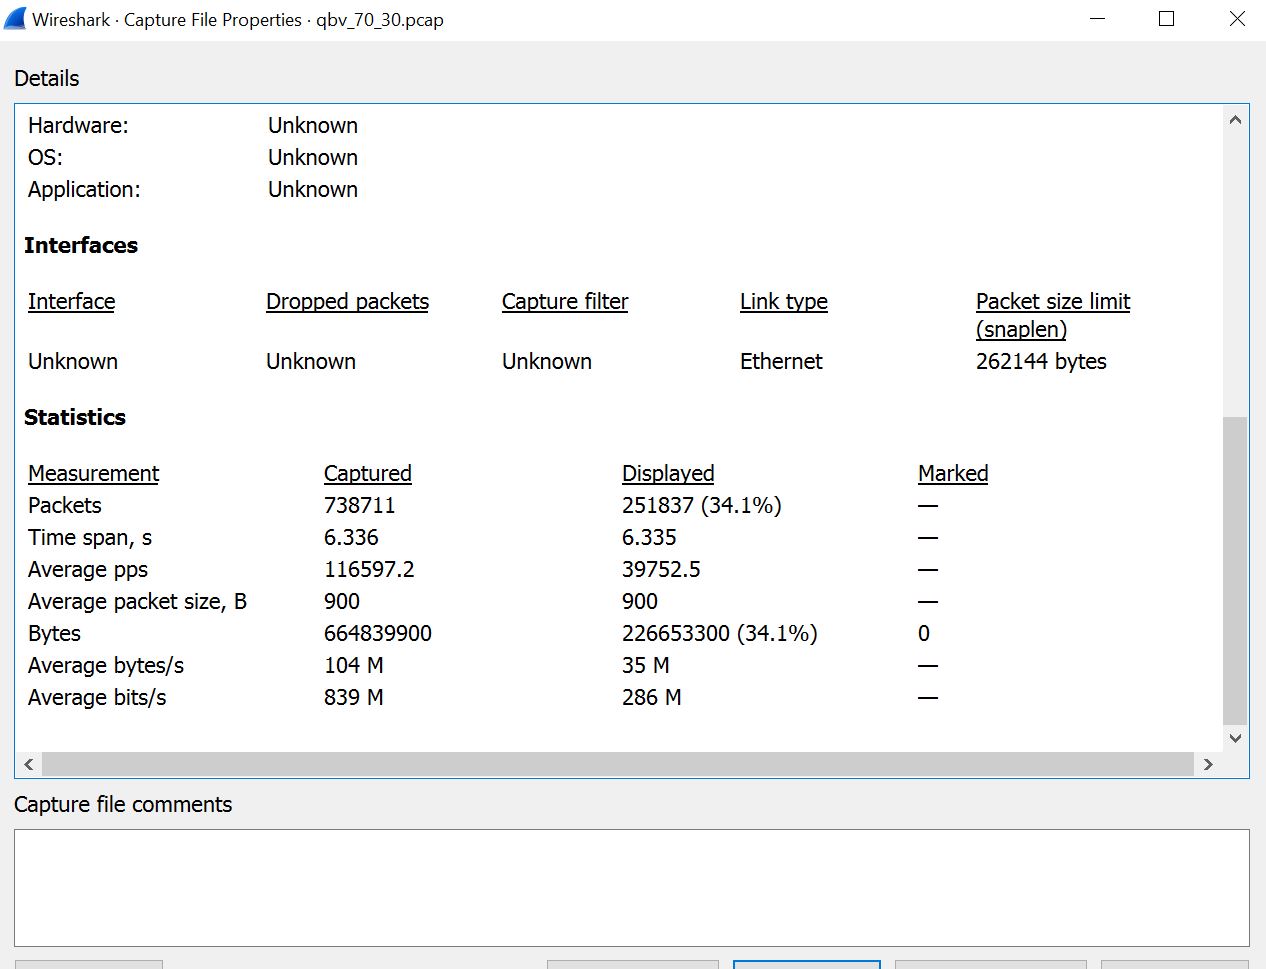 Wireshark · Capture File Properties · qbv_70_30.pcap
Details
Hardware: Unknown
OS: Unknown
Application: Unknown
Interfaces
Interface Dropped packets Capture filter Link type Packet size limit
(snaplen)
Unknown Unknown Unknown Ethernet 262144 bytes
Statistics
Measurement Captured Displayed Marked
Packets 738711 251837 (34.1%) —
Time span, s 6.336 6.335 —
Average pps 116597.2 39752.5 —
Average packet size, B 900 900 —
Bytes 664839900 226653300 (34.1%) 0
Average bytes/s 104 M 35 M —
Average bits/s 839 M 286 M —
Capture file comments